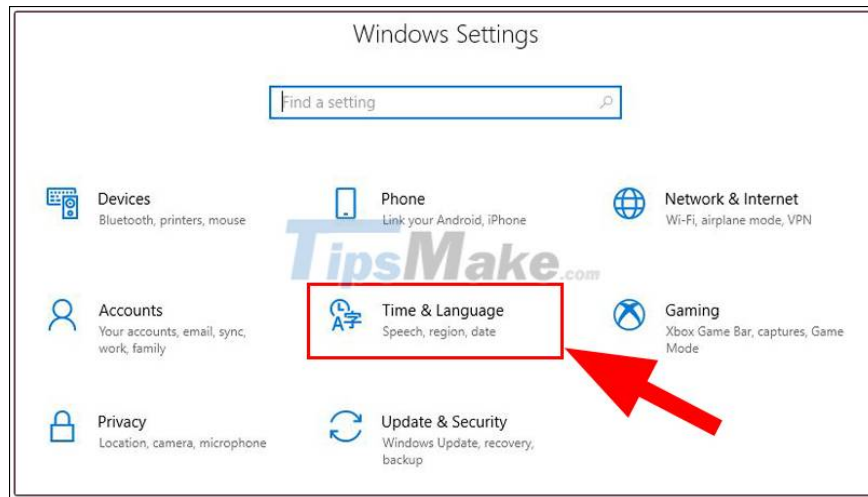 Windows Settings
Find a setting
Devices
Bluetooth, printers, mouse
Phone
Link your Android, iPhone
Network & Internet
Wi-Fi, airplane mode, VPN
TipsMake.com
Accounts
Your accounts, email, sync,
work, family
Time & Language
Speech, region, date
Gaming
Xbox Game Bar, captures, Game
Mode
Privacy
Location, camera, microphone
Update & Security
Windows Update, recovery,
backup